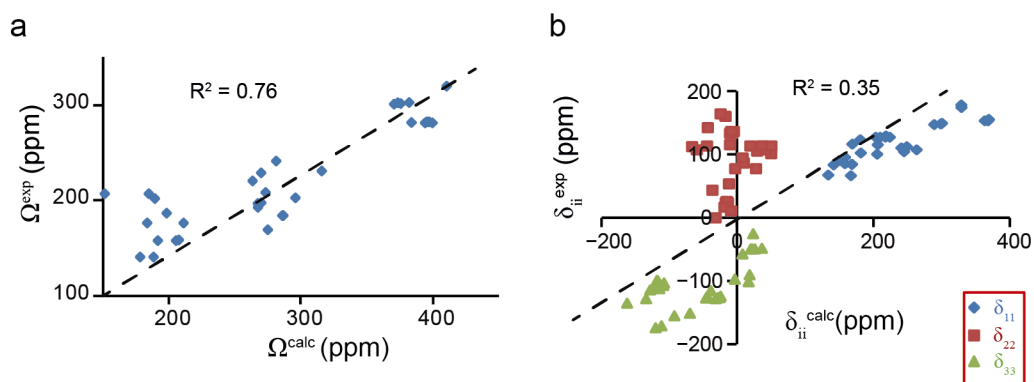 a
R² = 0.76
Ωexp (ppm)
300
200
100
200
300
400
Ωcalc (ppm)
b
R² = 0.35
δiiexp (ppm)
200
100
0
−100
−200
−200
0
200
400
δiicalc (ppm)
δ11
δ22
δ33